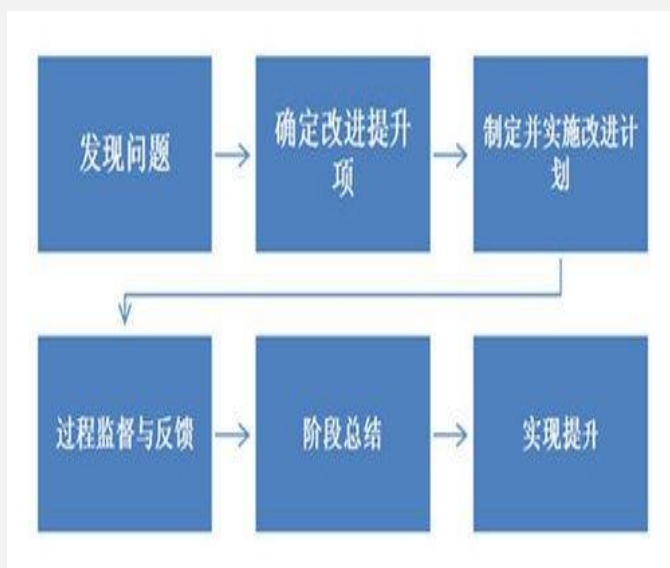 发现问题
确定改进提升
项
制定并实施改进计
划
过程监督与反馈
阶段总结
实现提升